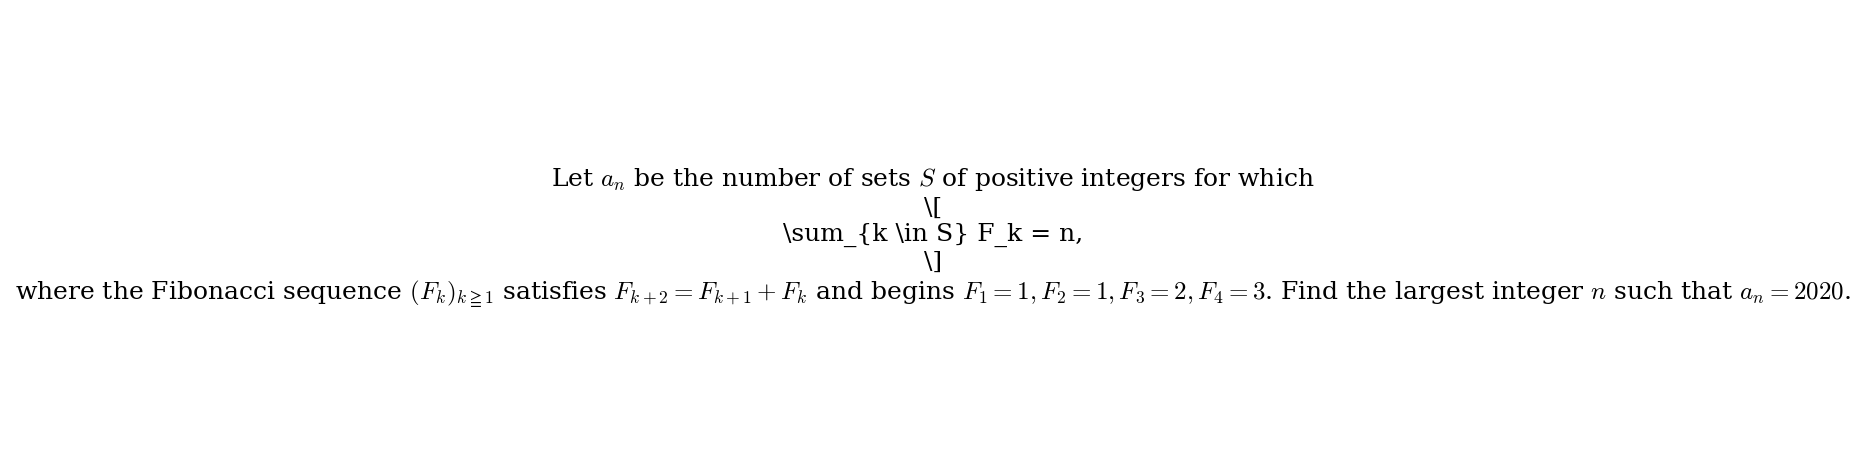 Let $a_n$ be the number of sets $S$ of positive integers for which
\[
\sum_{k \in S} F_k = n,
\]
where the Fibonacci sequence $(F_k)_{k \geqq 1}$ satisfies $F_{k+2} = F_{k+1} + F_k$ and begins $F_1 = 1, F_2 = 1, F_3 = 2, F_4 = 3$. Find the largest integer $n$ such that $a_n = 2020$.